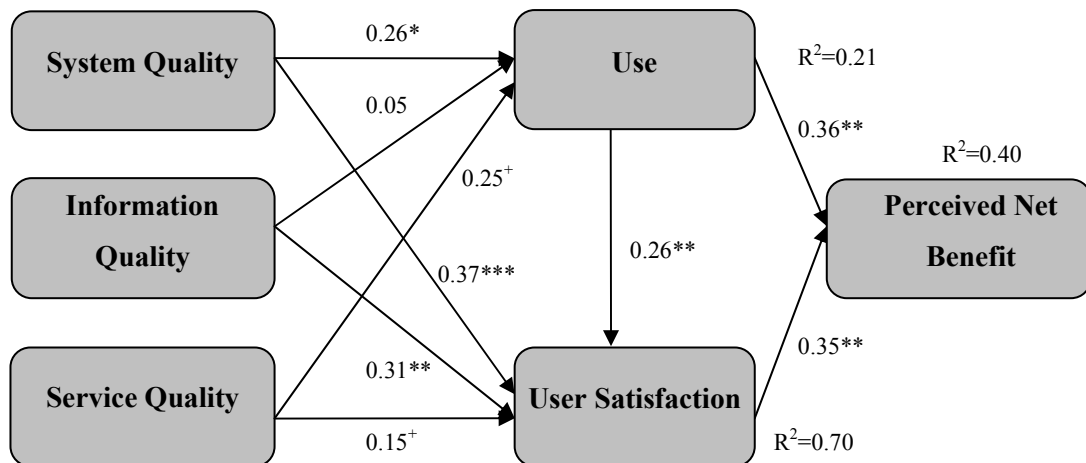 0.26*
System Quality
Use
R²=0.21
0.05
0.36**
R²=0.40
0.25⁺
Information
Quality
Perceived Net
Benefit
0.26**
0.37***
0.35**
0.31**
Service Quality
User Satisfaction
0.15⁺
R²=0.70